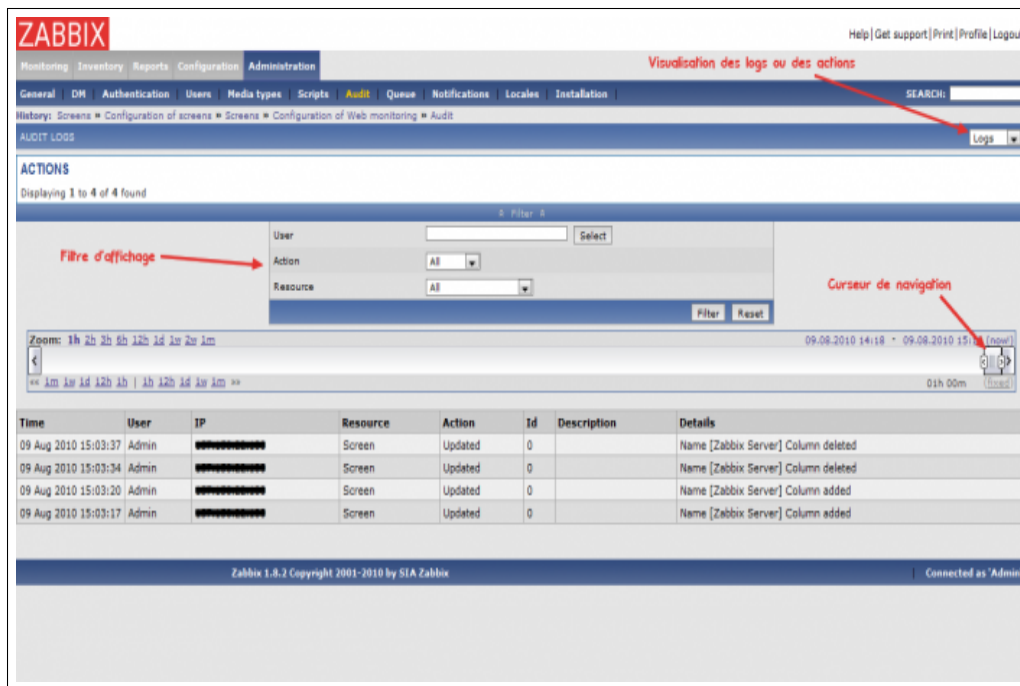 ZABBIX
Help | Get support | Print | Profile | Logou
Monitoring Inventory Reports Configuration Administration
Visualisation des logs ou des actions
General | DM | Authentication | Users | Media types | Scripts | Audit | Queue | Notifications | Locales | Installation | SEARCH:
History: Screens » Configuration of screens » Screens » Configuration of Web monitoring » Audit
AUDIT LOGS Logs
ACTIONS
Displaying 1 to 4 of 4 found
Filter
User Select
Filtre d'affichage
Action All
Resource All
Curseur de navigation
Filter Reset
Zoom: 1h 2h 3h 6h 12h 1d 1w 2w 1m 09.08.2010 14:18 - 09.08.2010 15: (now!)
«« 1m 1w 1d 12h 1h | 1h 12h 1d 1w 1m »» 01h 00m (fixed)
Time User IP Resource Action Id Description Details
09 Aug 2010 15:03:37 Admin Screen Updated 0 Name [Zabbix Server] Column deleted
09 Aug 2010 15:03:34 Admin Screen Updated 0 Name [Zabbix Server] Column deleted
09 Aug 2010 15:03:20 Admin Screen Updated 0 Name [Zabbix Server] Column added
09 Aug 2010 15:03:17 Admin Screen Updated 0 Name [Zabbix Server] Column added
Zabbix 1.8.2 Copyright 2001-2010 by SIA Zabbix Connected as 'Admin